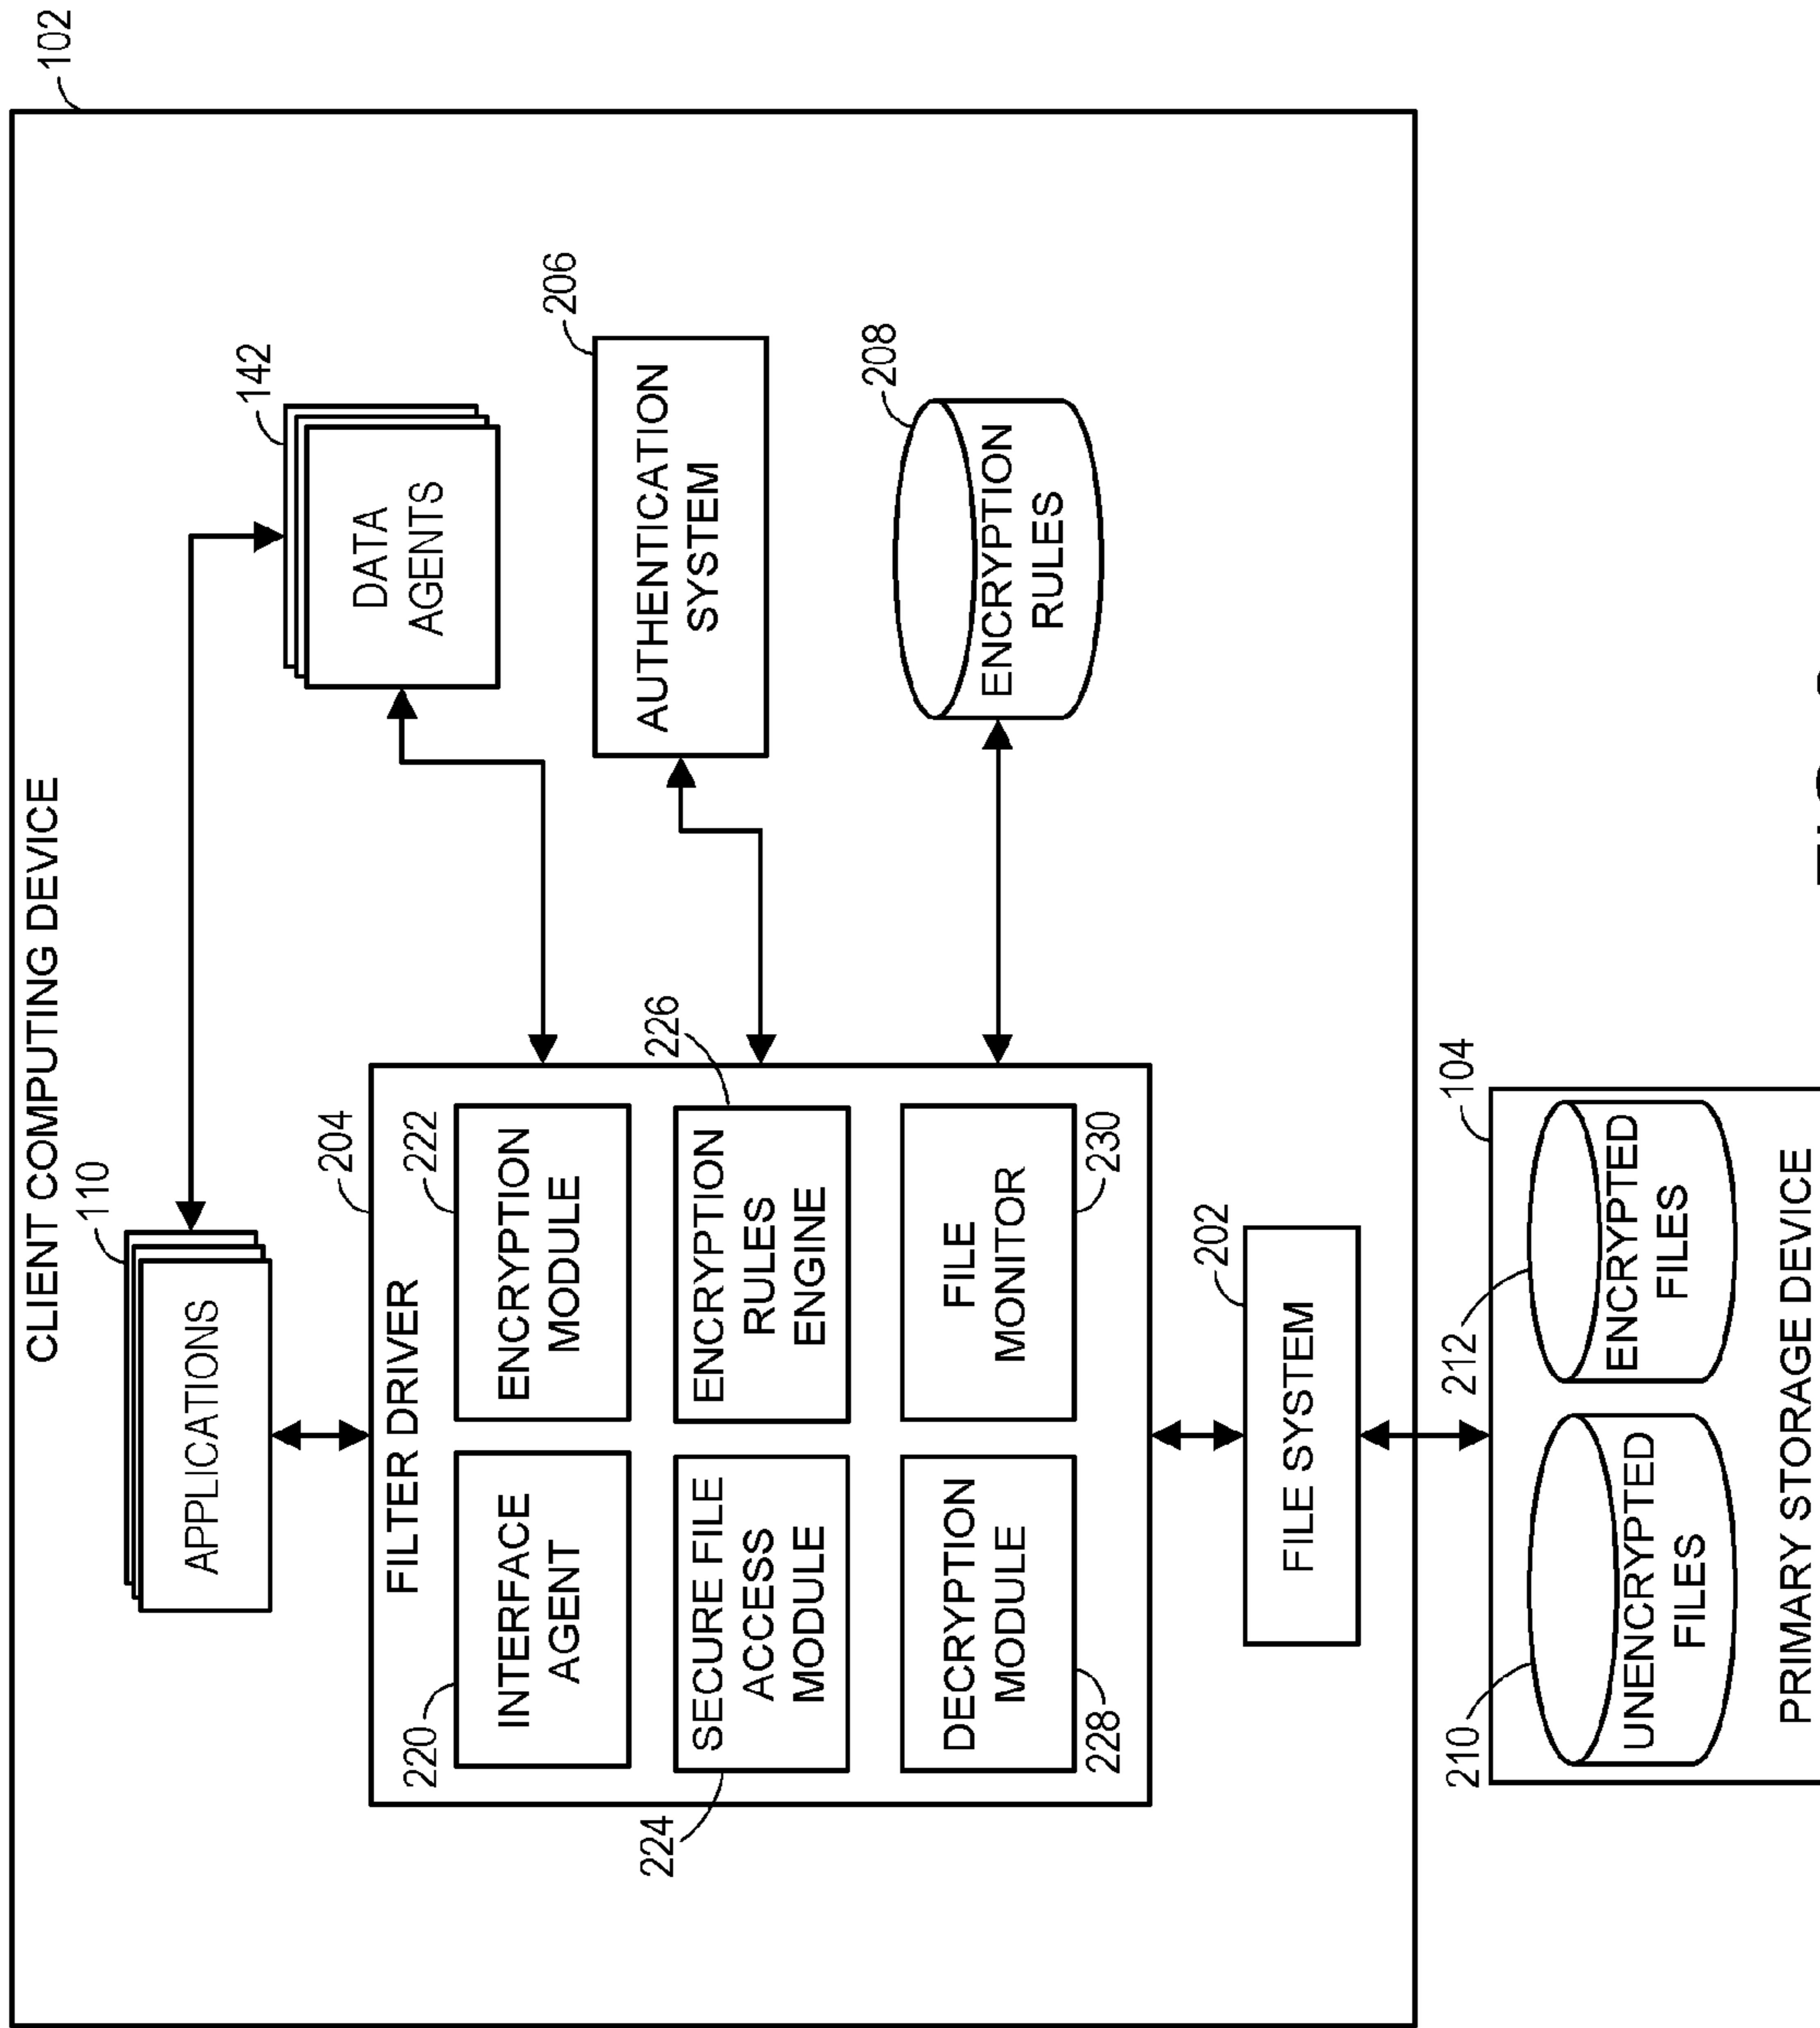 CLIENT COMPUTING DEVICE
102
110
APPLICATIONS
142
DATA
AGENTS
204
FILTER DRIVER
220
INTERFACE
AGENT
222
ENCRYPTION
MODULE
206
AUTHENTICATION
SYSTEM
224
SECURE FILE
ACCESS
MODULE
226
ENCRYPTION
RULES
ENGINE
208
ENCRYPTION
RULES
228
DECRYPTION
MODULE
230
FILE
MONITOR
202
FILE SYSTEM
104
210
UNENCRYPTED
FILES
212
ENCRYPTED
FILES
PRIMARY STORAGE DEVICE